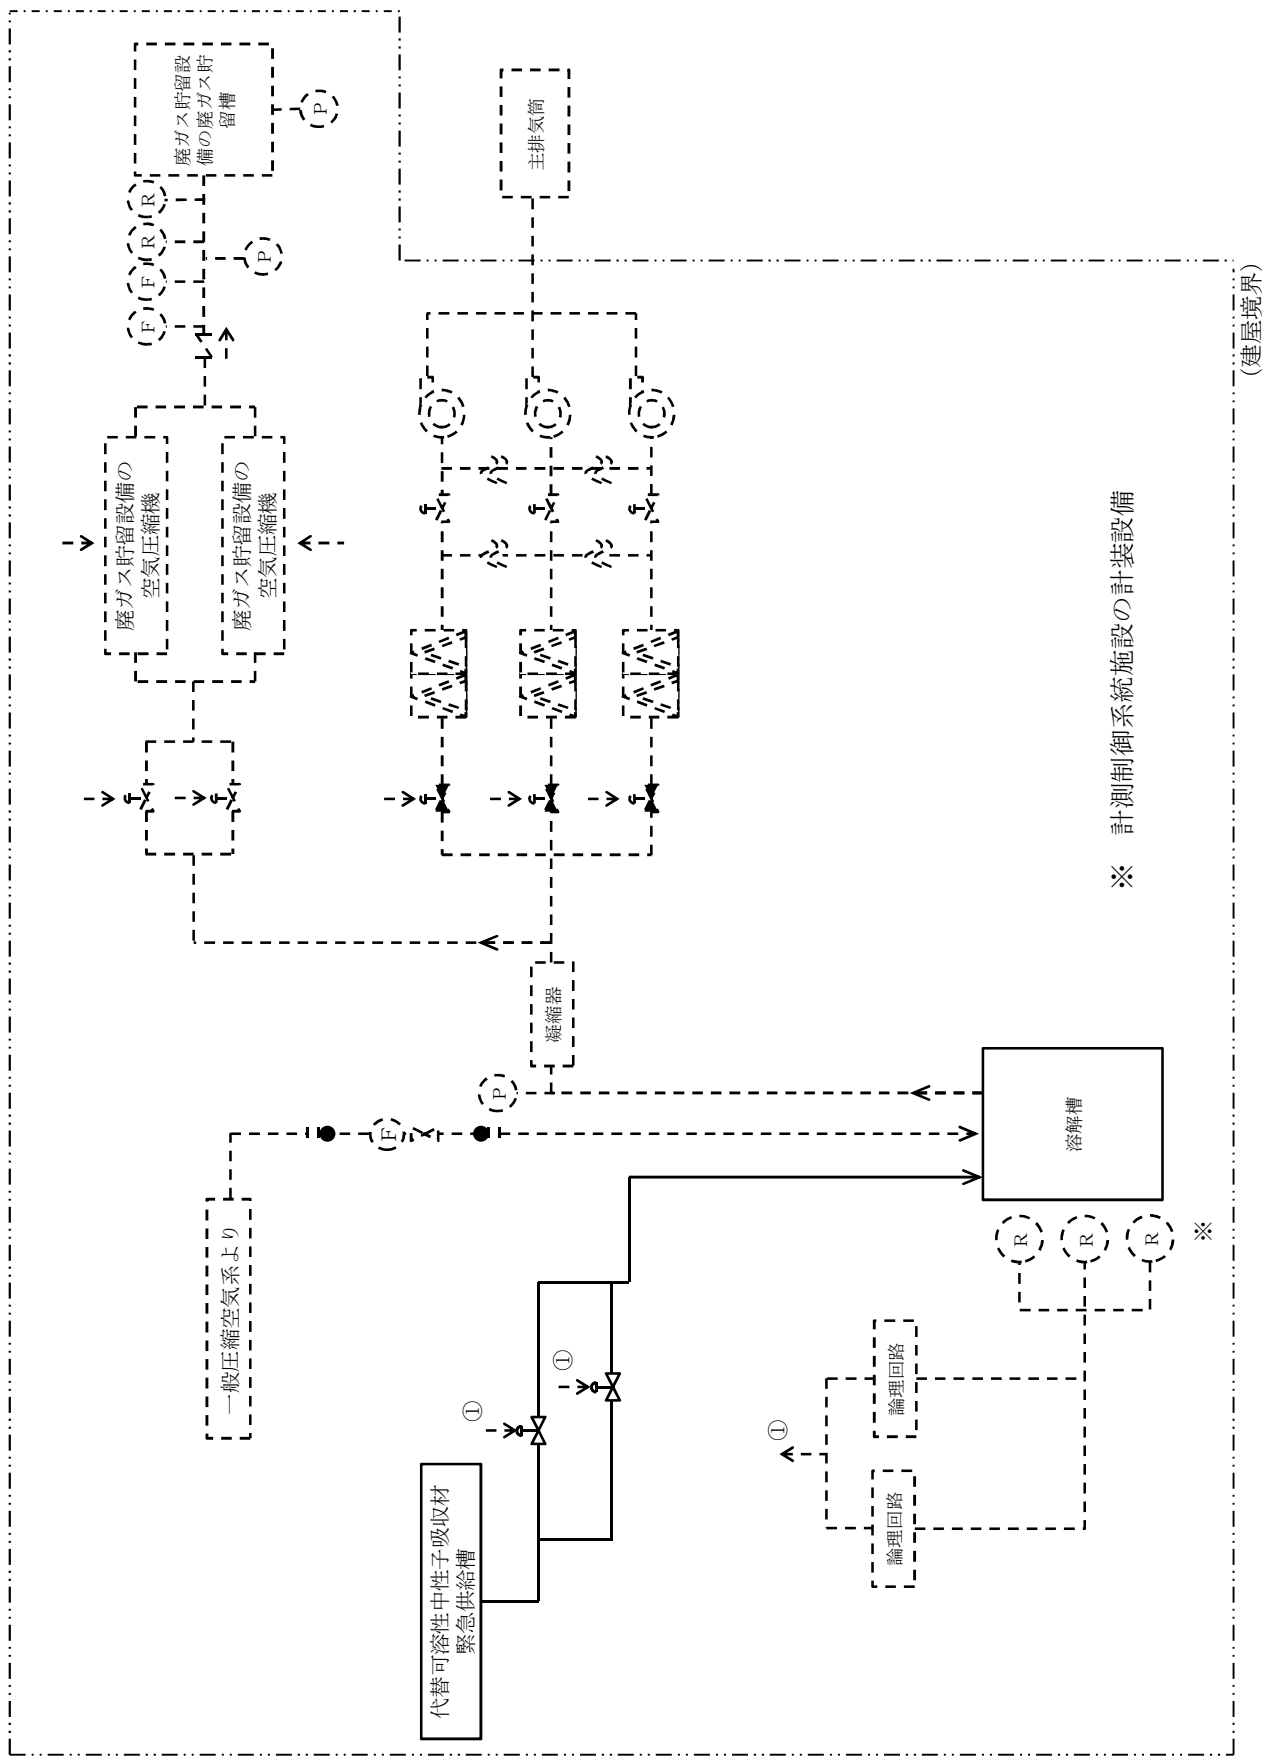 代替可溶性中性子吸収材
緊急供給槽
①
①
一般圧縮空気系より
F
P
凝縮器
廃ガス貯留設備の
空気圧縮機
廃ガス貯留設備の
空気圧縮機
F
F
R
R
P
廃ガス貯留設
備の廃ガス貯
留槽
P
主排気筒
論理回路
論理回路
①
R
R
R
※
溶解槽
※ 計測制御系統施設の計装設備
(建屋境界)